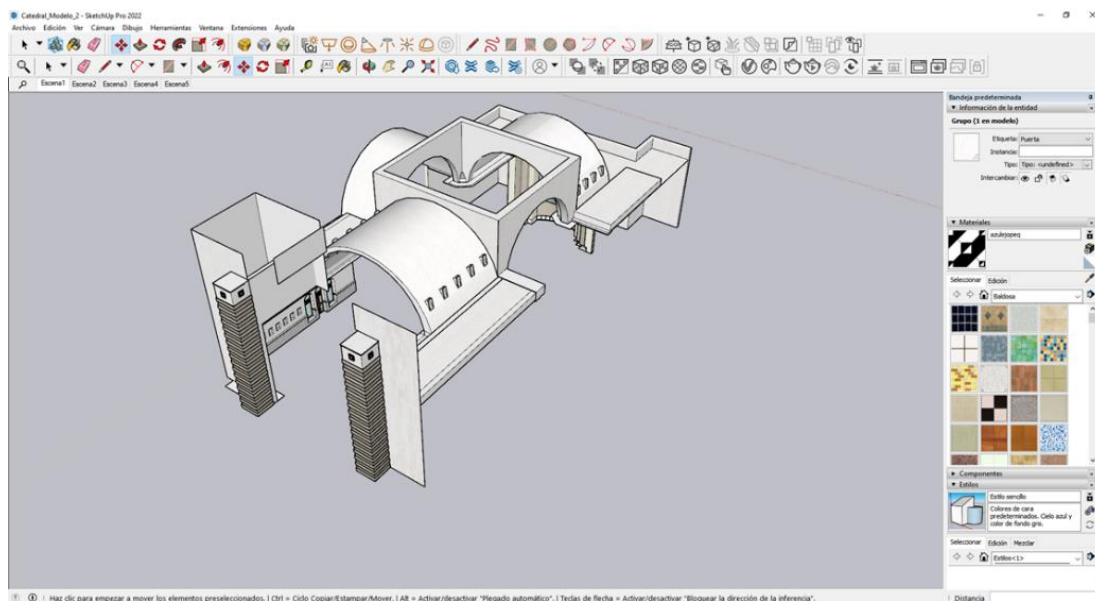 Catedral_Modelo_2 - SketchUp Pro 2022
Archivo Edición Ver Cámara Dibujo Herramientas Ventana Extensiones Ayuda
Escena1 Escena2 Escena3 Escena4 Escena5
Bandeja predeterminada
Información de la entidad
Grupo (1 en modelo)
Etiqueta: Puerta
Instancia:
Tipo: Tipo: <undefined>
Intercambiar:
Materiales
azulejopeq
Seleccionar Edición
Baldosa
Componentes
Estilos
Estilo sencillo
Colores de cara
predeterminados. Cielo azul y
color de fondo gris.
Seleccionar Edición Mezclar
Estilos<1>
Haz clic para empezar a mover los elementos preseleccionados. | Ctrl = Ciclo Copiar/Estampar/Mover. | Alt = Activar/desactivar "Plegado automático". | Teclas de flecha = Activar/desactivar "Bloquear la dirección de la inferencia".
Distancia